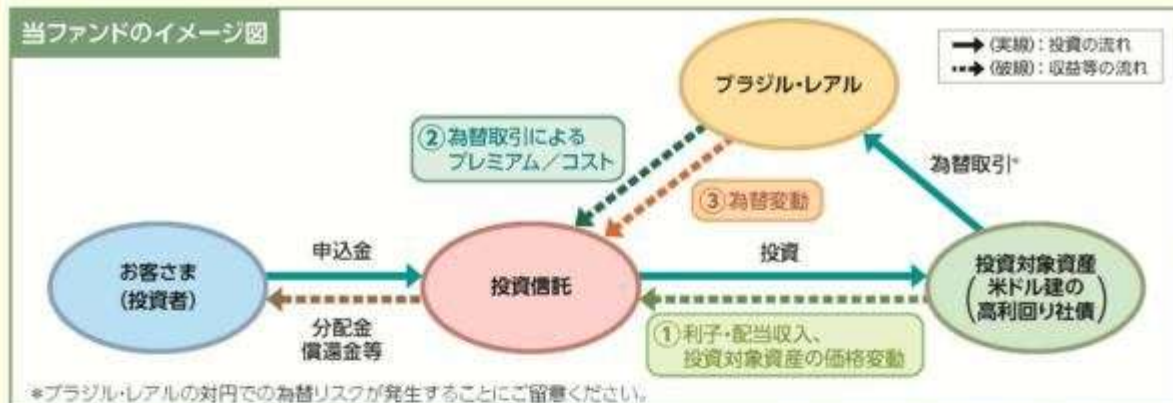 当ファンドのイメージ図
➡(実線):投資の流れ
(破線):収益等の流れ
ブラジル・レアル
②為替取引による
プレミアム/コスト
為替取引*
③為替変動
お客さま
(投資者)
申込金
分配金
償還金等
投資信託
投資
投資対象資産
(米ドル建の
高利回り社債)
①利子・配当収入、
投資対象資産の価格変動
*ブラジル・レアルの対円での為替リスクが発生することにご留意ください。